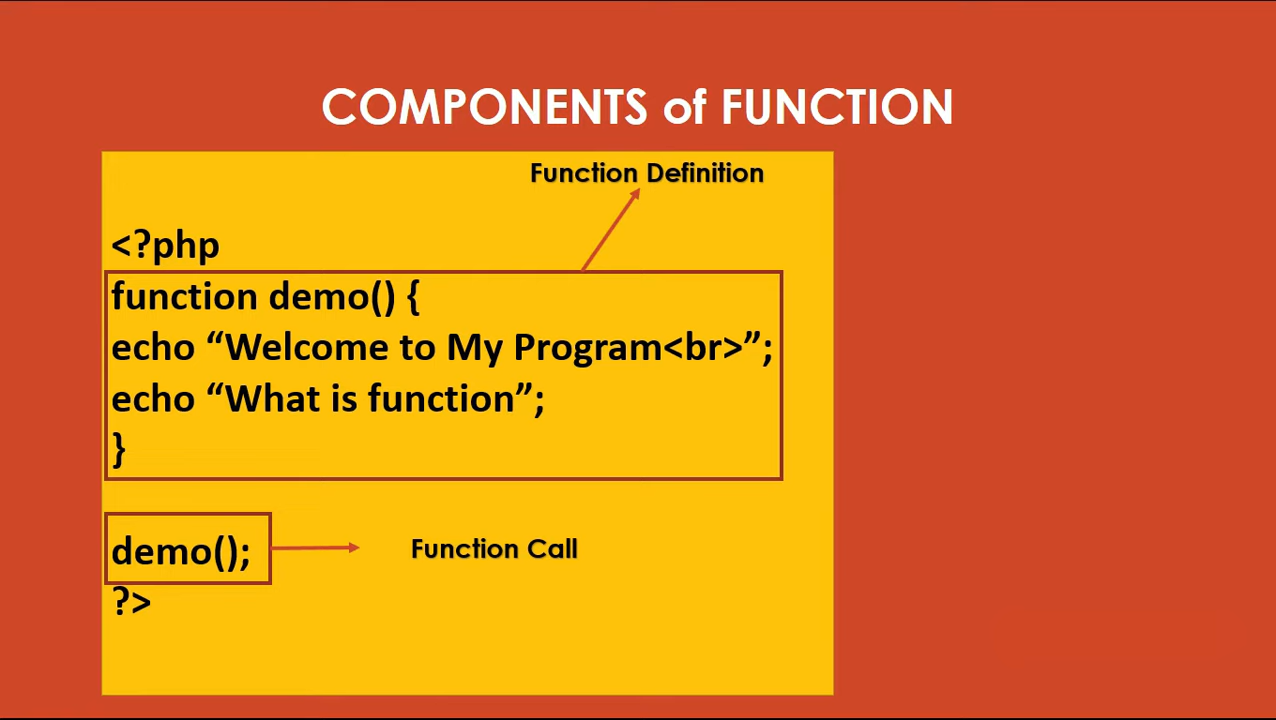 COMPONENTS of FUNCTION
Function Definition
<?php
function demo() {
echo “Welcome to My Program<br>”;
echo “What is function”;
}
demo();
Function Call
?>